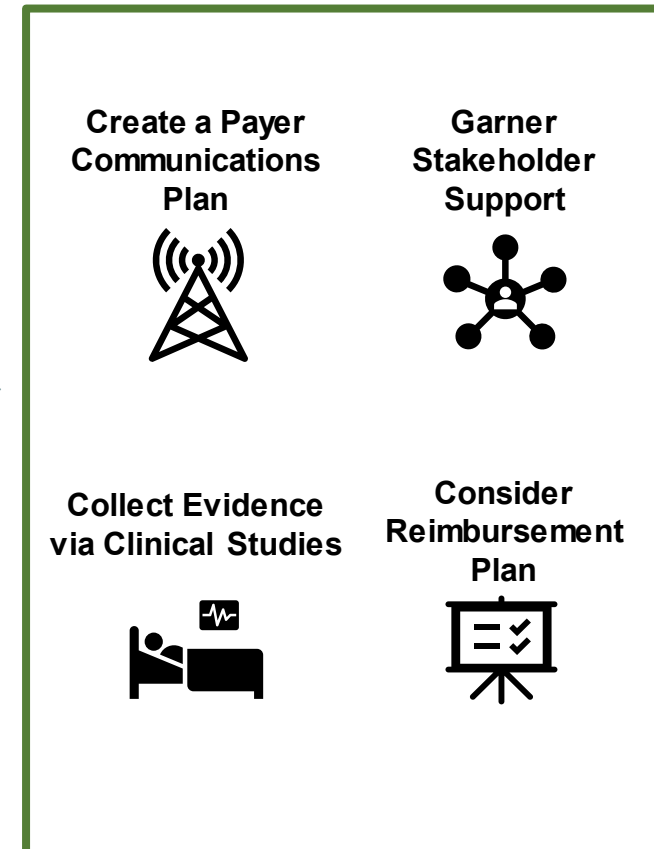 Create a Payer
Communications
Plan
Garner
Stakeholder
Support
Collect Evidence
via Clinical Studies
Consider
Reimbursement
Plan